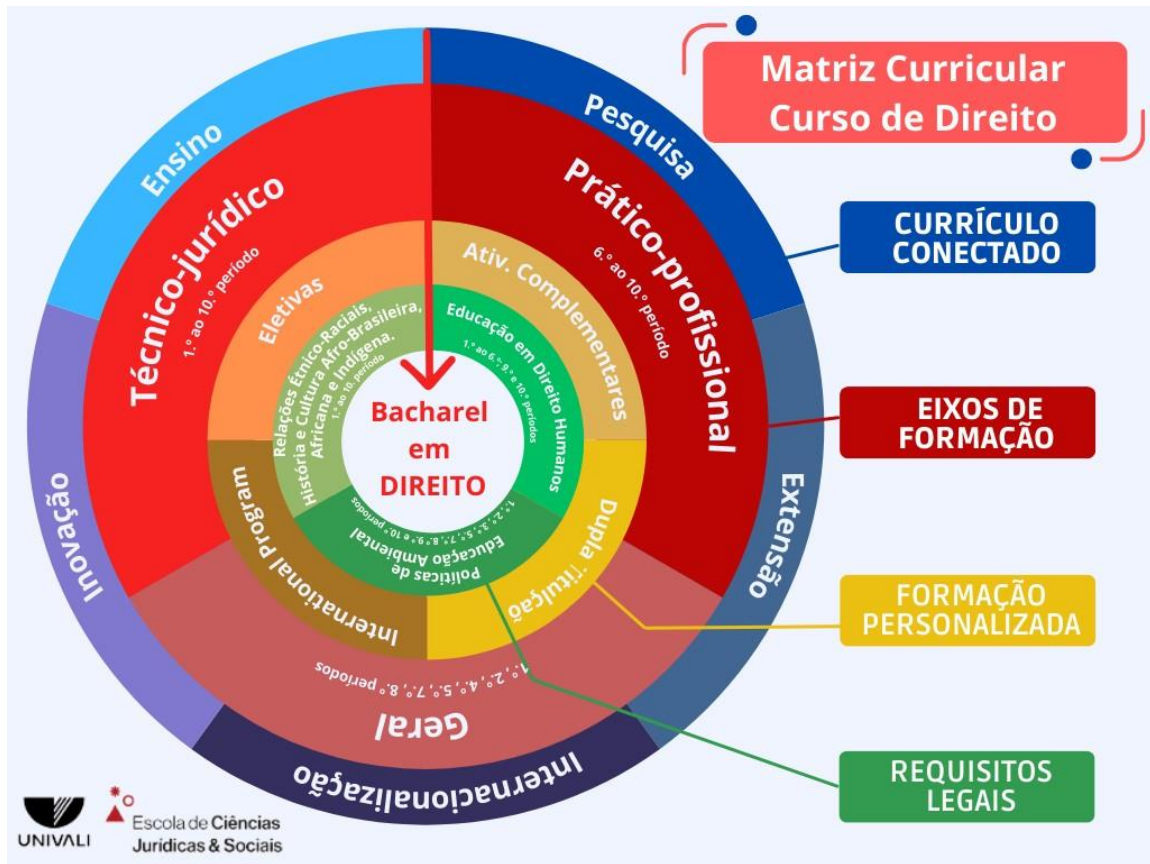 Matriz Curricular
Curso de Direito
Ensino
Pesquisa
Extensão
Internacionalização
Inovação
Técnico-jurídico
1.º ao 10.º período
Prático-profissional
6.º ao 10.º período
Geral
1.º, 2.º, 4.º, 5.º, 7.º, 8.º períodos
Eletivas
Ativ. Complementares
Dupla Titulção
International Program
Relações Étnico-Raciais,
História e Cultura Afro-Brasileira,
Africana e Indígena.
1.º ao 10. período
Educação em Direito Humanos
1.º ao 6.º; 9.º e 10.º períodos
Políticas de
Educação Ambiental
1.º, 2.º, 3.º, 5.º, 7.º, 8.º 9.º e 10.º períodos
Bacharel
em
DIREITO
CURRÍCULO
CONECTADO
EIXOS DE
FORMAÇÃO
FORMAÇÃO
PERSONALIZADA
REQUISITOS
LEGAIS
UNIVALI
Escola de Ciências
Jurídicas & Sociais